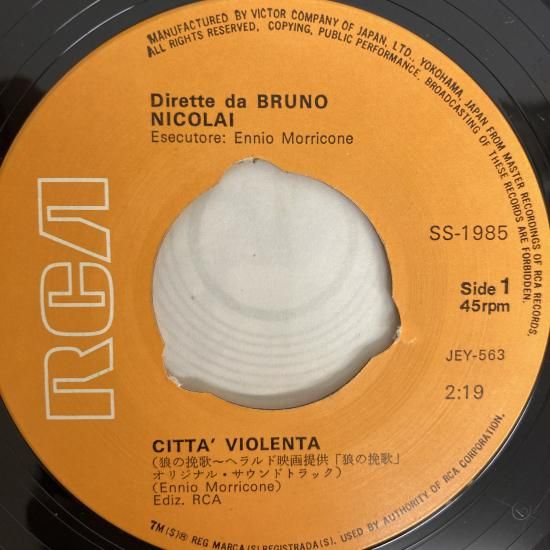 MANUFACTURED BY VICTOR COMPANY OF JAPAN, LTD., YOKOHAMA, JAPAN FROM MASTER RECORDINGS OF RCA RECORDS,
ALL RIGHTS RESERVED, COPYING, PUBLIC PERFORMANCE. BROADCASTING OF THESE RECORDS ARE FORBIDDEN.
Dirette da BRUNO
NICOLAI
Esecutore: Ennio Morricone
RCA
SS-1985
Side 1
45rpm
JEY-563
2:19
CITTA' VIOLENTA
(狼の挽歌〜ヘラルド映画提供「狼の挽歌」
オリジナル・サウンドトラック)
(Ennio Morricone)
Ediz. RCA
TM(S)® REG MARCA(S) REGISTRADA(S). USED BY AUTHORITY OF RCA CORPORATION.